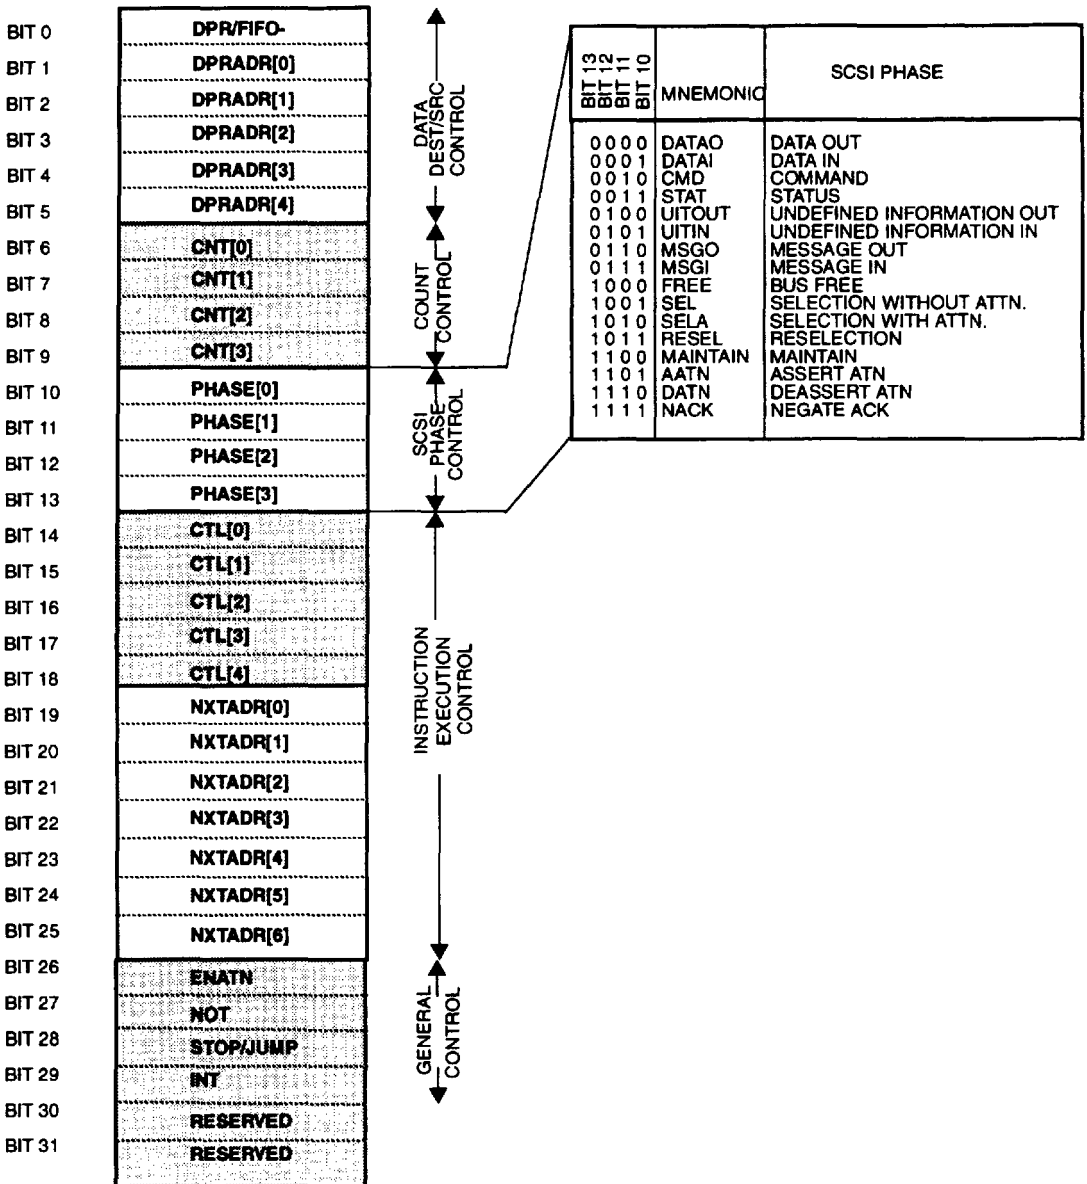 BIT 0 DPR/FIFO-
BIT 1 DPRADR[0]
BIT 2 DPRADR[1]
BIT 3 DPRADR[2]
BIT 4 DPRADR[3]
BIT 5 DPRADR[4]
DATA
DEST/SRC
CONTROL
BIT 6 CNT[0]
BIT 7 CNT[1]
BIT 8 CNT[2]
BIT 9 CNT[3]
COUNT
CONTROL
BIT 10 PHASE[0]
BIT 11 PHASE[1]
BIT 12 PHASE[2]
BIT 13 PHASE[3]
SCSI
PHASE
CONTROL
BIT 14 CTL[0]
BIT 15 CTL[1]
BIT 16 CTL[2]
BIT 17 CTL[3]
BIT 18 CTL[4]
BIT 19 NXTADR[0]
BIT 20 NXTADR[1]
BIT 21 NXTADR[2]
BIT 22 NXTADR[3]
BIT 23 NXTADR[4]
BIT 24 NXTADR[5]
BIT 25 NXTADR[6]
INSTRUCTION
EXECUTION
CONTROL
BIT 26 ENATN
BIT 27 NOT
BIT 28 STOP/JUMP
BIT 29 INT
BIT 30 RESERVED
BIT 31 RESERVED
GENERAL
CONTROL
BIT 13
BIT 12
BIT 11
BIT 10
MNEMONIC
SCSI PHASE
0 0 0 0 DATAO DATA OUT
0 0 0 1 DATAI DATA IN
0 0 1 0 CMD COMMAND
0 0 1 1 STAT STATUS
0 1 0 0 UITOUT UNDEFINED INFORMATION OUT
0 1 0 1 UITIN UNDEFINED INFORMATION IN
0 1 1 0 MSGO MESSAGE OUT
0 1 1 1 MSGI MESSAGE IN
1 0 0 0 FREE BUS FREE
1 0 0 1 SEL SELECTION WITHOUT ATTN.
1 0 1 0 SELA SELECTION WITH ATTN.
1 0 1 1 RESEL RESELECTION
1 1 0 0 MAINTAIN MAINTAIN
1 1 0 1 AATN ASSERT ATN
1 1 1 0 DATN DEASSERT ATN
1 1 1 1 NACK NEGATE ACK